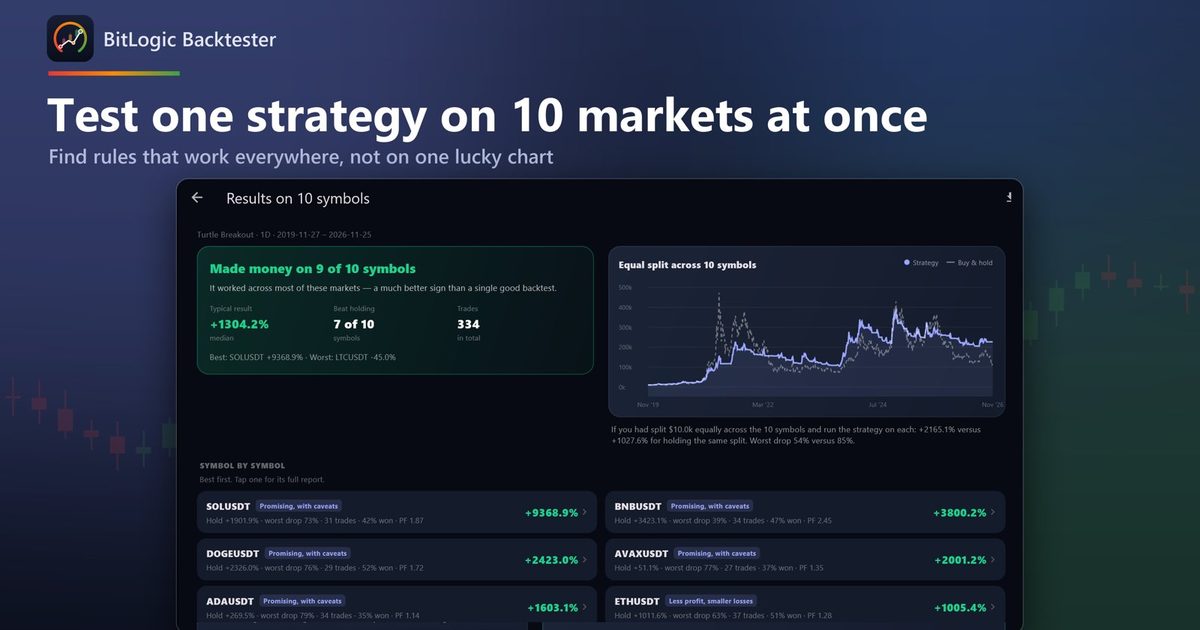 BitLogic Backtester
Test one strategy on 10 markets at once
Find rules that work everywhere, not on one lucky chart
Results on 10 symbols
Turtle Breakout · 1D · 2019-11-27 – 2026-11-25
Made money on 9 of 10 symbols
It worked across most of these markets — a much better sign than a single good backtest.
Typical result
+1304.2%
median
Beat holding
7 of 10
symbols
Trades
334
in total
Best: SOLUSDT +9368.9% · Worst: LTCUSDT -45.0%
Equal split across 10 symbols
Strategy
Buy & hold
500k
400k
300k
200k
100k
0k
Nov '19
Mar '22
Jul '24
Nov '26
If you had split $10.0k equally across the 10 symbols and run the strategy on each: +2165.1% versus
+1027.6% for holding the same split. Worst drop 54% versus 85%.
SYMBOL BY SYMBOL
Best first. Tap one for its full report.
SOLUSDT Promising, with caveats
Hold +1901.9% · worst drop 73% · 31 trades · 42% won · PF 1.87
+9368.9%
BNBUSDT Promising, with caveats
Hold +3423.1% · worst drop 39% · 34 trades · 47% won · PF 2.45
+3800.2%
DOGEUSDT Promising, with caveats
Hold +2326.0% · worst drop 76% · 29 trades · 52% won · PF 1.72
+2423.0%
AVAXUSDT Promising, with caveats
Hold +51.1% · worst drop 77% · 27 trades · 37% won · PF 1.35
+2001.2%
ADAUSDT Promising, with caveats
Hold +269.5% · worst drop 79% · 34 trades · 35% won · PF 1.14
+1603.1%
ETHUSDT Less profit, smaller losses
Hold +1011.6% · worst drop 63% · 37 trades · 51% won · PF 1.28
+1005.4%